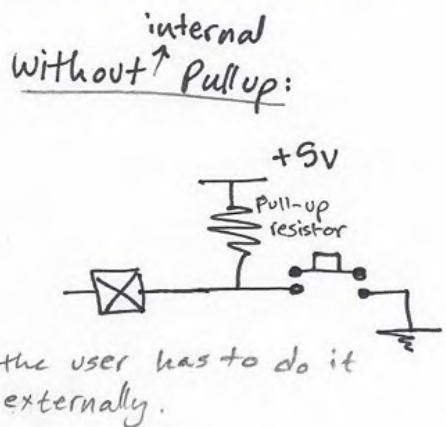 without ↑ internal Pullup:
+5v
Pull-up
resistor
the user has to do it
externally.